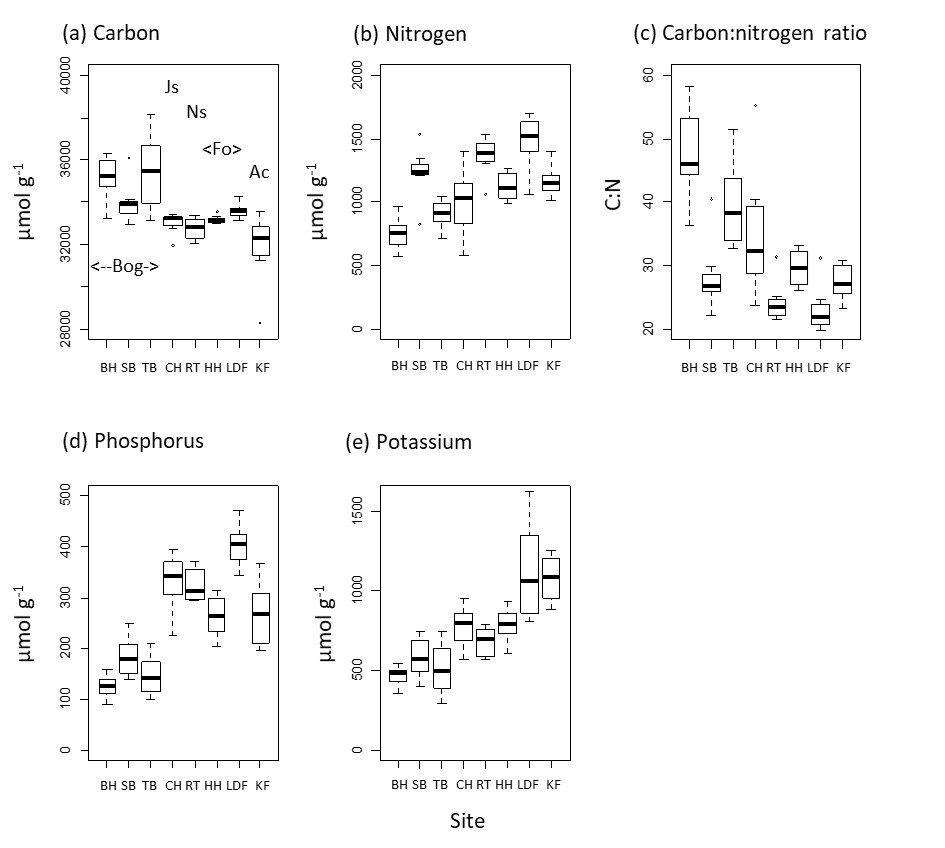 (a) Carbon
(b) Nitrogen
(c) Carbon:nitrogen ratio
µmol g-1
28000 32000 36000 40000
Js
Ns
<Fo>
Ac
<--Bog->
BH SB TB CH RT HH LDF KF
µmol g-1
0 500 1000 1500 2000
BH SB TB CH RT HH LDF KF
C:N
20 30 40 50 60
BH SB TB CH RT HH LDF KF
(d) Phosphorus
(e) Potassium
µmol g-1
0 100 200 300 400 500
BH SB TB CH RT HH LDF KF
µmol g-1
0 500 1000 1500
BH SB TB CH RT HH LDF KF
Site